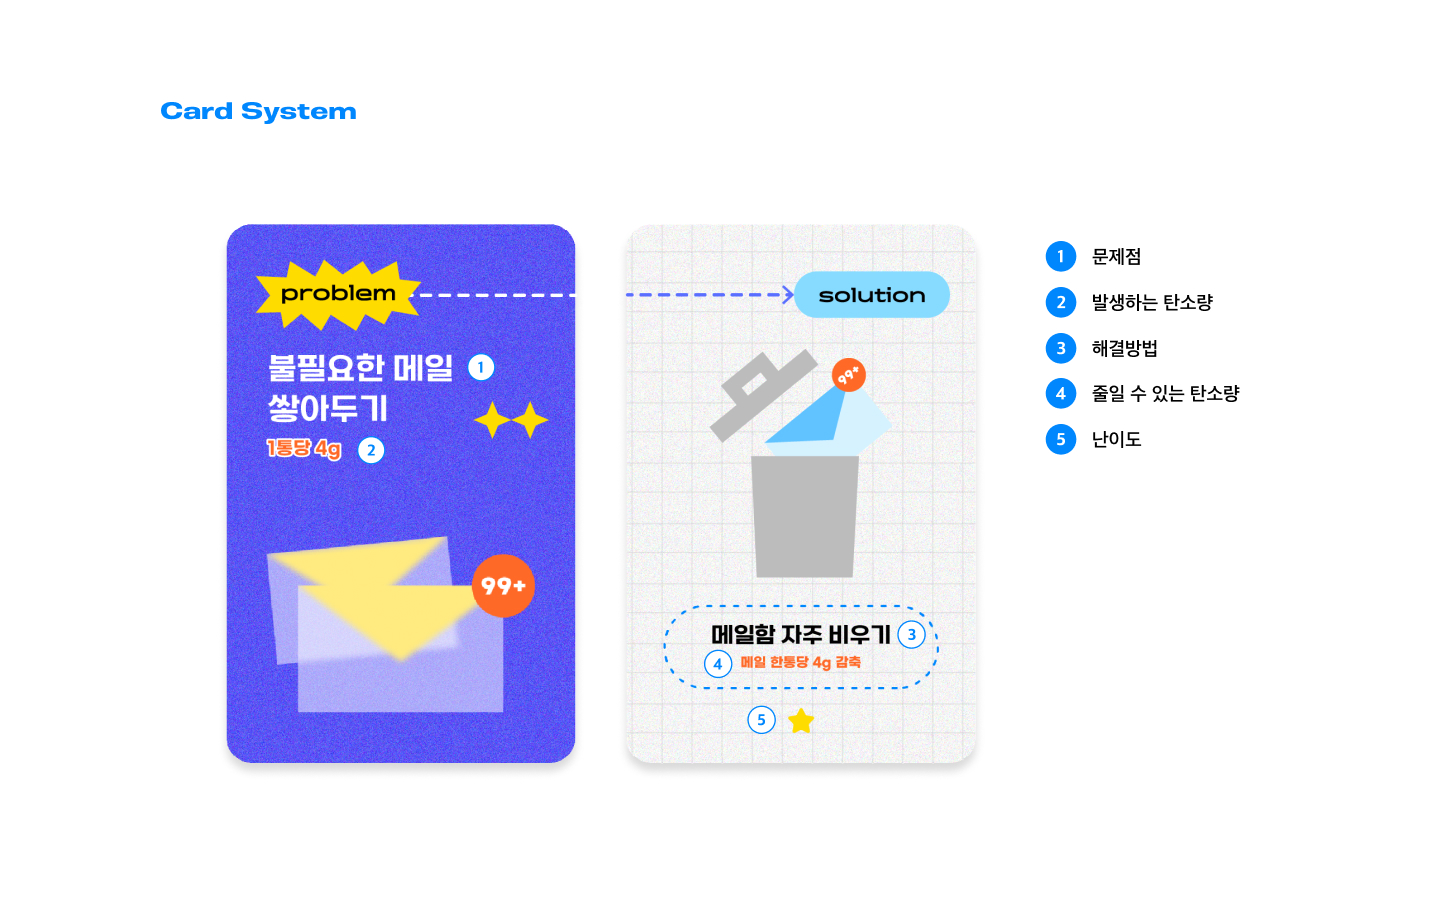 Card System
problem
불필요한 메일 1
쌓아두기
1통당 4g 2
99+
solution
99+
메일함 자주 비우기 3
4 메일 한통당 4g 감축
5
1 문제점
2 발생하는 탄소량
3 해결방법
4 줄일 수 있는 탄소량
5 난이도